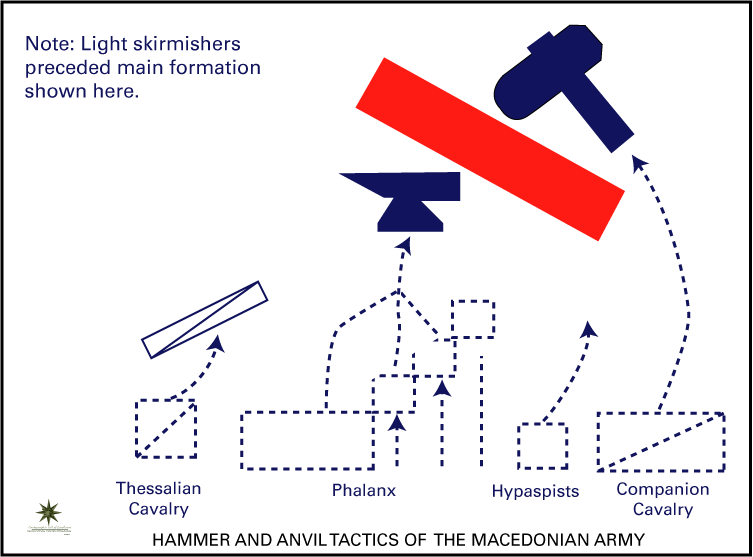 Note: Light skirmishers
preceded main formation
shown here.
Thessalian
Cavalry
Phalanx
Hypaspists
Companion
Cavalry
HAMMER AND ANVIL TACTICS OF THE MACEDONIAN ARMY